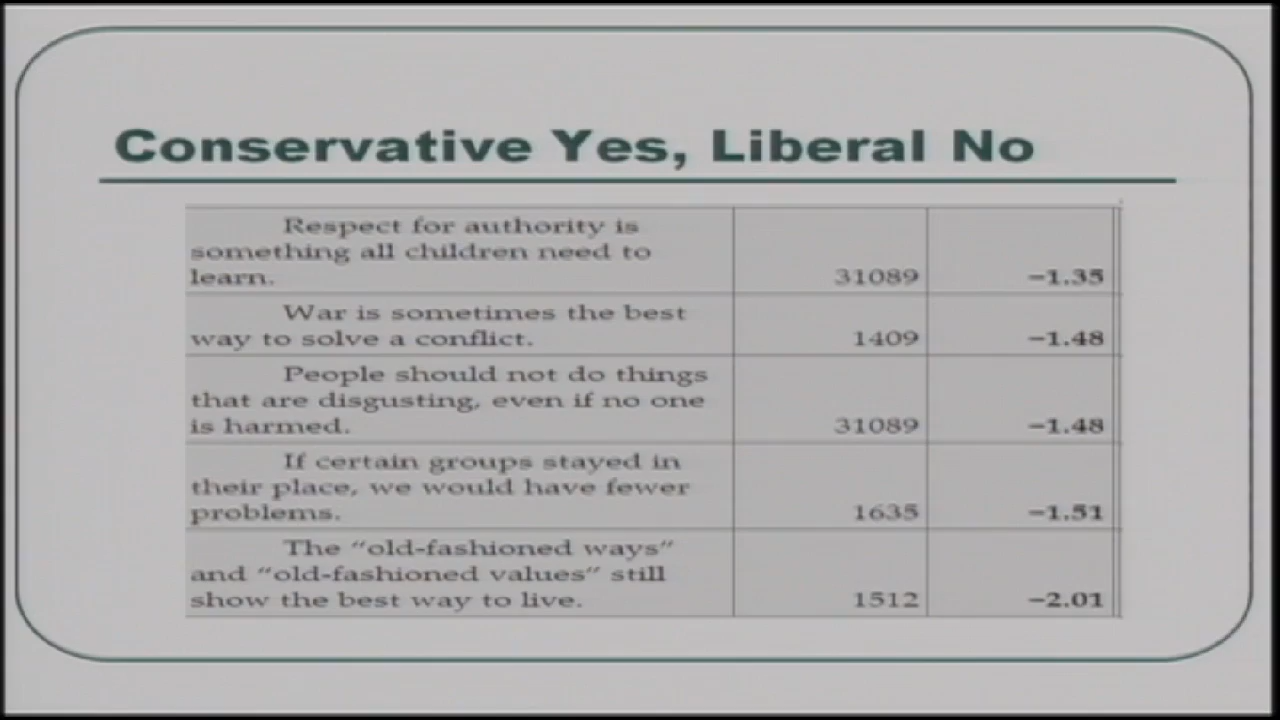 Conservative Yes, Liberal No
Respect for authority is
something all children need to
learn. 31089 −1.35
War is sometimes the best
way to solve a conflict. 1409 −1.48
People should not do things
that are disgusting, even if no one
is harmed. 31089 −1.48
If certain groups stayed in
their place, we would have fewer
problems. 1635 −1.51
The “old-fashioned ways”
and “old-fashioned values” still
show the best way to live. 1512 −2.01